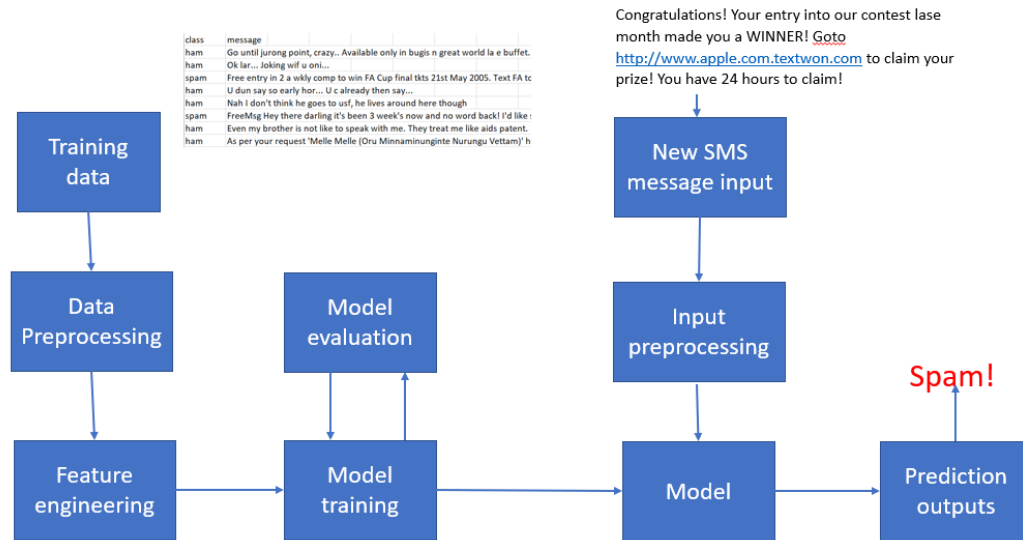 Congratulations! Your entry into our contest lase
month made you a WINNER! Goto
http://www.apple.com.textwon.com to claim your
prize! You have 24 hours to claim!
class message
ham Go until jurong point, crazy.. Available only in bugis n great world la e buffet.
ham Ok lar... Joking wif u oni...
spam Free entry in 2 a wkly comp to win FA Cup final tkts 21st May 2005. Text FA to
ham U dun say so early hor... U c already then say...
ham Nah I don't think he goes to usf, he lives around here though
spam FreeMsg Hey there darling it's been 3 week's now and no word back! I'd like
ham Even my brother is not like to speak with me. They treat me like aids patent.
ham As per your request 'Melle Melle (Oru Minnaminunginte Nurungu Vettam)' h
Training
data
New SMS
message input
Data
Preprocessing
Model
evaluation
Input
preprocessing
Spam!
Feature
engineering
Model
training
Model
Prediction
outputs